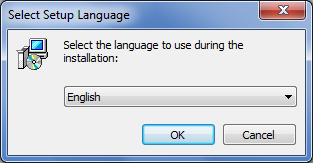 Select Setup Language
Select the language to use during the
installation:
English
OK
Cancel